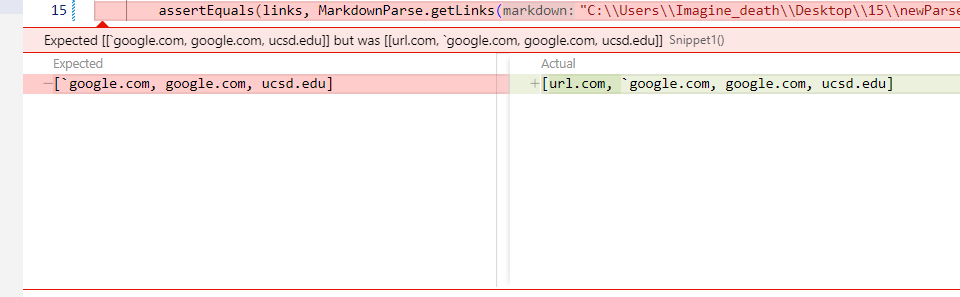 15 assertEquals(links, MarkdownParse.getLinks(markdown: "C:\\Users\\Imagine_death\\Desktop\\15\\newParse
Expected [[`google.com, google.com, ucsd.edu]] but was [[url.com, `google.com, google.com, ucsd.edu]] Snippet1()
Expected Actual
—[`google.com, google.com, ucsd.edu] +[url.com, `google.com, google.com, ucsd.edu]